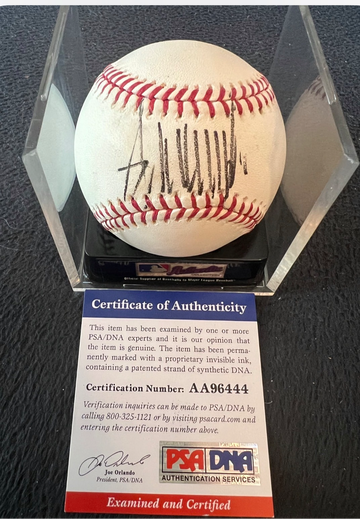 Certificate of Authenticity
This item has been examined by one or more
PSA/DNA experts and it is our opinion that
the item is genuine. The item has been perma-
nently marked with a proprietary invisible ink,
containing a patented strand of synthetic DNA.
Certification Number: AA96444
Verification inquiries can be made to PSA/DNA by
calling 800-325-1121 or by visiting psacard.com and
entering the certification number above.
Joe Orlando
President, PSA/DNA
PSA DNA
AUTHENTICATION SERVICES
Examined and Certified